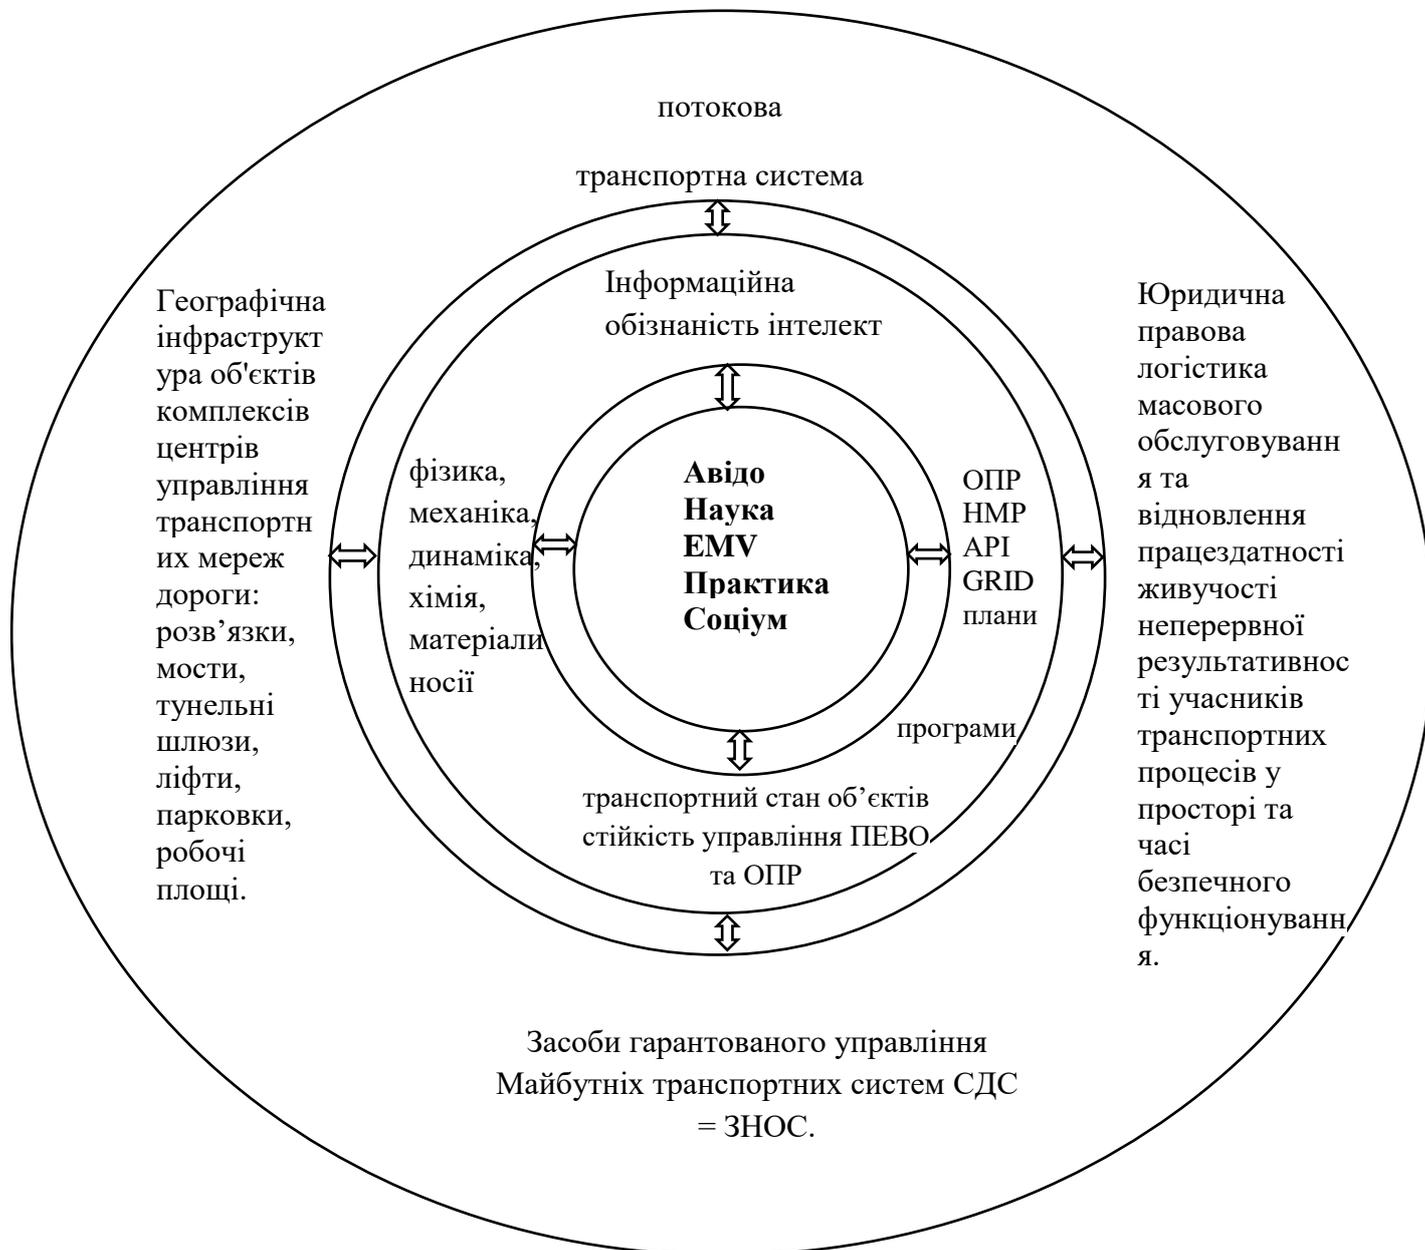 потокова
транспортна система
Інформаційна
обізнаність інтелект
Географічна
інфраструкт
ура об'єктів
комплексів
центрів
управління
транспортн
их мереж
дороги:
розв’язки,
мости,
тунельні
шлюзи,
ліфти,
парковки,
робочі
площі.
фізика,
механіка,
динаміка,
хімія,
матеріали
носії
Авідо
Наука
EMV
Практика
Соціум
ОПР
НМР
АРІ
GRID
плани
програми
Юридична
правова
логістика
масового
обслуговуванн
я та
відновлення
працездатності
живучості
неперервної
результативнос
ті учасників
транспортних
процесів у
просторі та
часі
безпечного
функціонуванн
я.
транспортний стан об’єктів
стійкість управління ПЕВО
та ОПР
Засоби гарантованого управління
Майбутніх транспортних систем СДС
= ЗНОС.